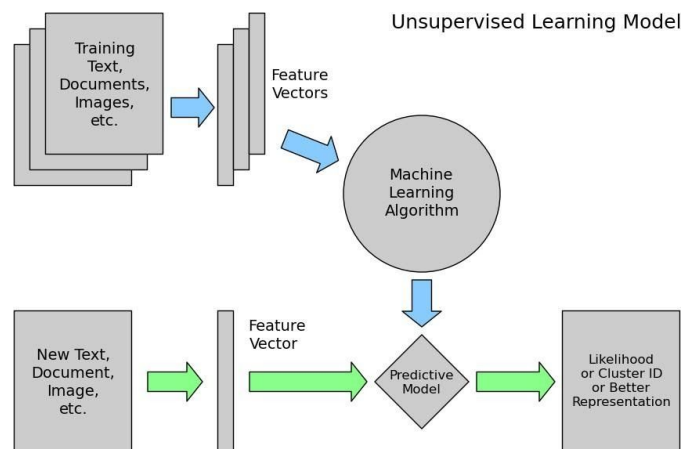 Unsupervised Learning Model
Training
Text,
Documents,
Images,
etc.
Feature
Vectors
Machine
Learning
Algorithm
New Text,
Document,
Image,
etc.
Feature
Vector
Predictive
Model
Likelihood
or Cluster ID
or Better
Representation